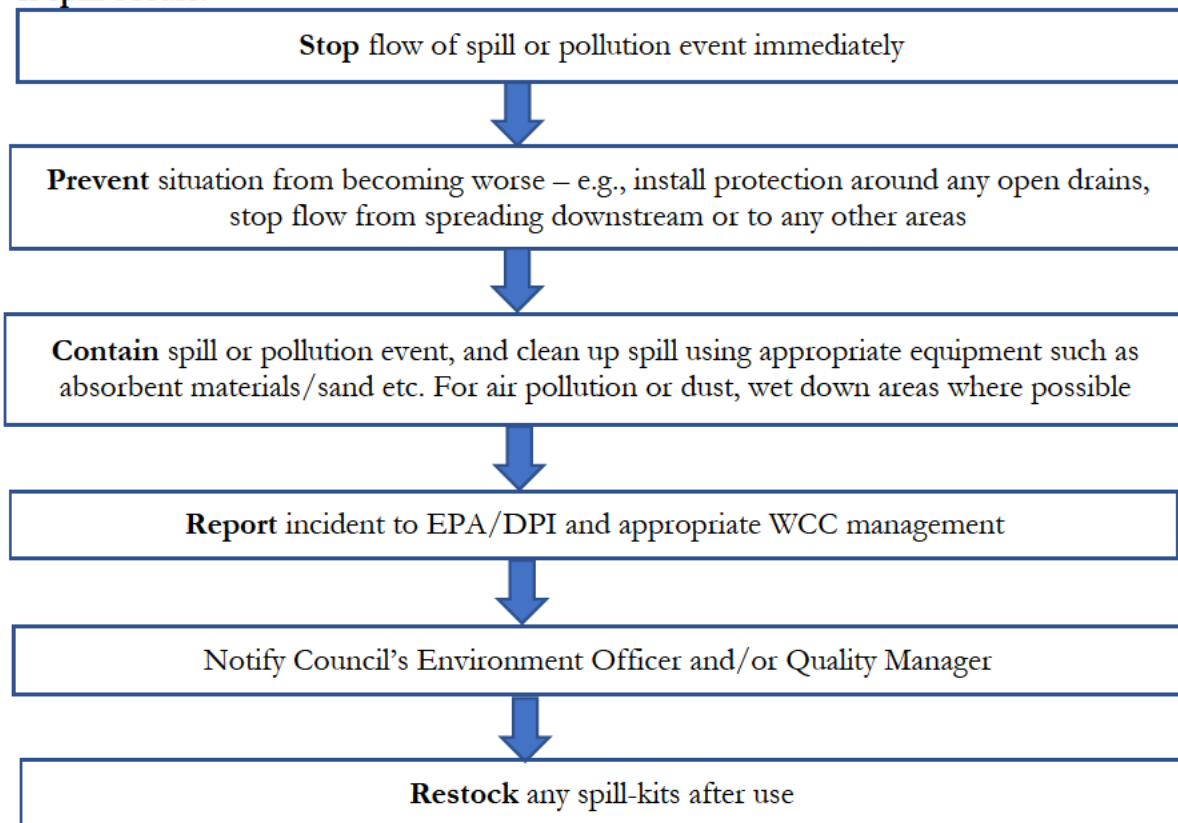 Stop flow of spill or pollution event immediately
Prevent situation from becoming worse – e.g., install protection around any open drains,
stop flow from spreading downstream or to any other areas
Contain spill or pollution event, and clean up spill using appropriate equipment such as
absorbent materials/sand etc. For air pollution or dust, wet down areas where possible
Report incident to EPA/DPI and appropriate WCC management
Notify Council’s Environment Officer and/or Quality Manager
Restock any spill-kits after use